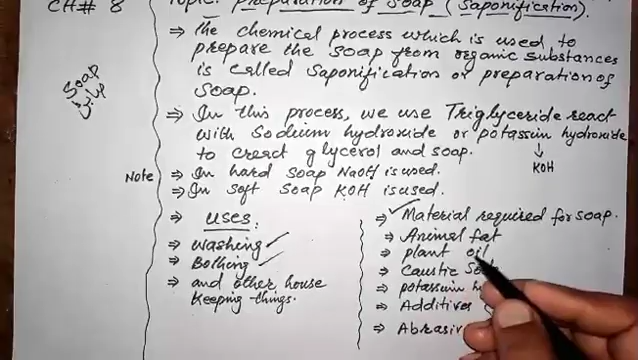 CH# 8
Topic: Preparation of Soap (Saponification).
⇒ The chemical process which is used to
prepare the soap from organic substances
is called Saponification or preparation of
Soap.
Soap
⇒ In this process, we use Triglyceride react
with Sodium hydroxide or potassium hydroxide
to creact glycerol and soap.
↓
KOH
Note ⇒ In hard Soap NaOH is used.
⇒ In soft Soap KOH is used.
⇒ uses.
⇒ washing ✓
⇒ Bathing ✓
⇒ and other house
Keeping things.
⇒ ✓ Material required for soap.
⇒ Animal fat
⇒ plant oil
⇒ Caustic
⇒ potassium
⇒ Additives
⇒